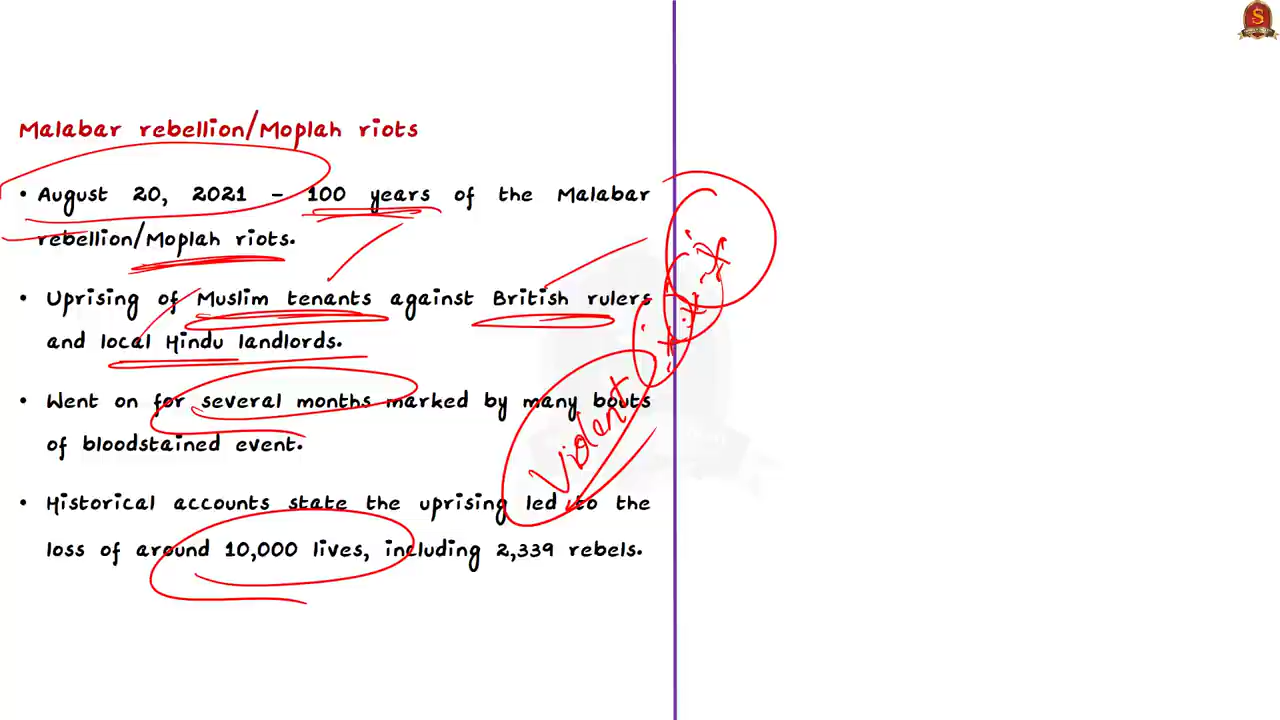 Malabar rebellion/Moplah riots
• August 20, 2021 - 100 years of the Malabar
rebellion/Moplah riots.
• Uprising of Muslim tenants against British rulers
and local Hindu landlords.
• Went on for several months marked by many bouts
of bloodstained event.
Violent
• Historical accounts state the uprising led to the
loss of around 10,000 lives, including 2,339 rebels.
S